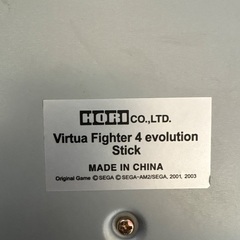 HORI CO.,LTD.
Virtua Fighter 4 evolution
Stick
MADE IN CHINA
Original Game ©SEGA ©SEGA-AM2/SEGA, 2001, 2003